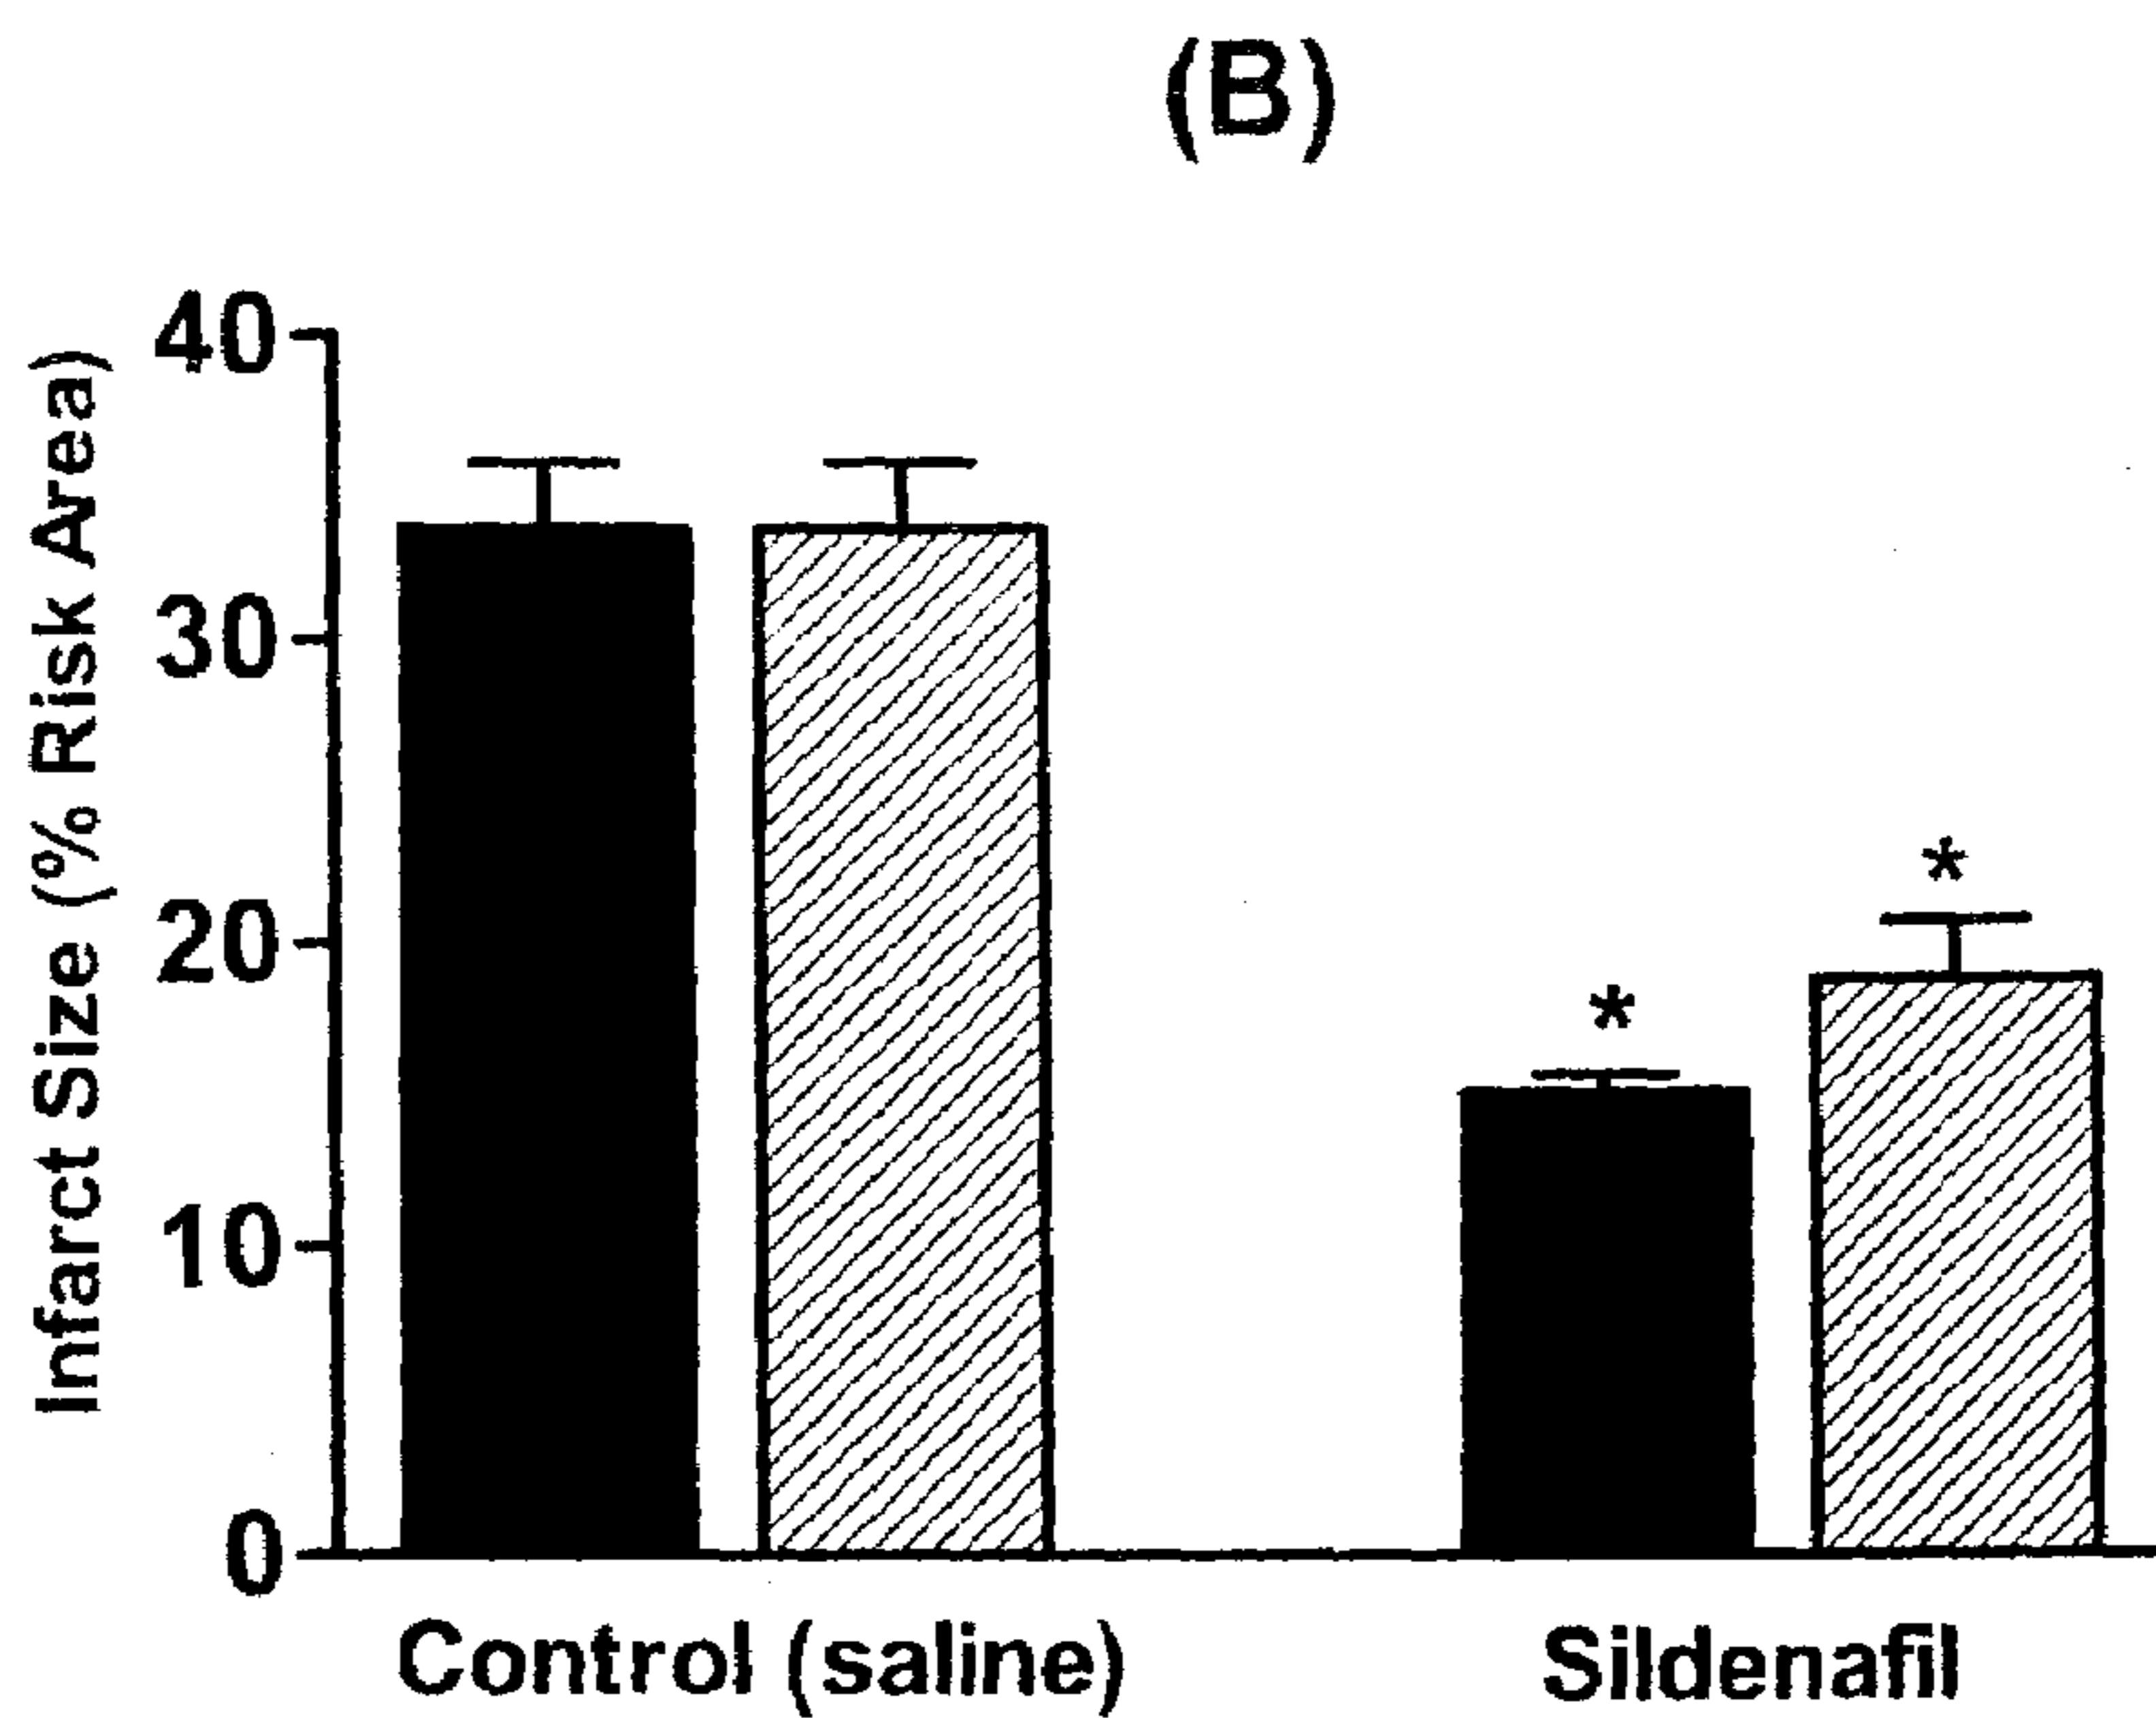 (B)
Infarct Size (% Risk Area)
40
30
20
10
0
*
*
Control (saline)
Sildenafil